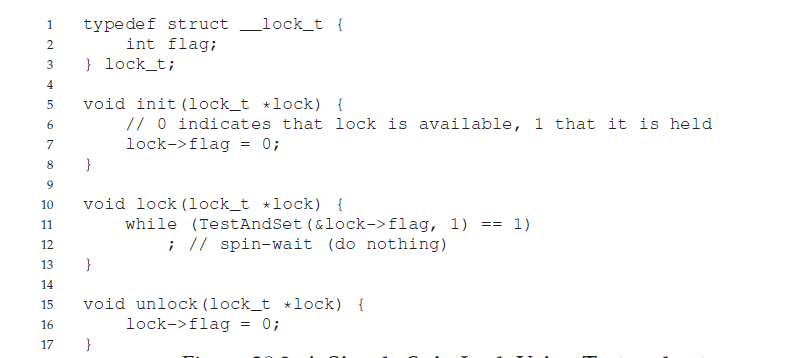 1 typedef struct __lock_t {
2 int flag;
3 } lock_t;
4
5 void init(lock_t *lock) {
6 // 0 indicates that lock is available, 1 that it is held
7 lock->flag = 0;
8 }
9
10 void lock(lock_t *lock) {
11 while (TestAndSet(&lock->flag, 1) == 1)
12 ; // spin-wait (do nothing)
13 }
14
15 void unlock(lock_t *lock) {
16 lock->flag = 0;
17 }